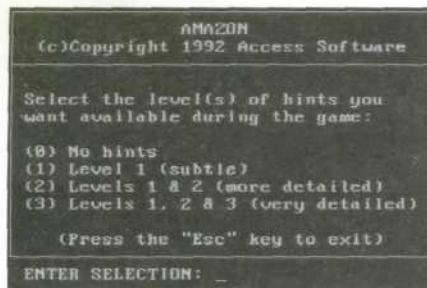 AMAZON
(c)Copyright 1992 Access Software
Select the level(s) of hints you
want available during the game:
(0) No hints
(1) Level 1 (subtle)
(2) Levels 1 & 2 (more detailed)
(3) Levels 1, 2 & 3 (very detailed)
(Press the "Esc" key to exit)
ENTER SELECTION: _